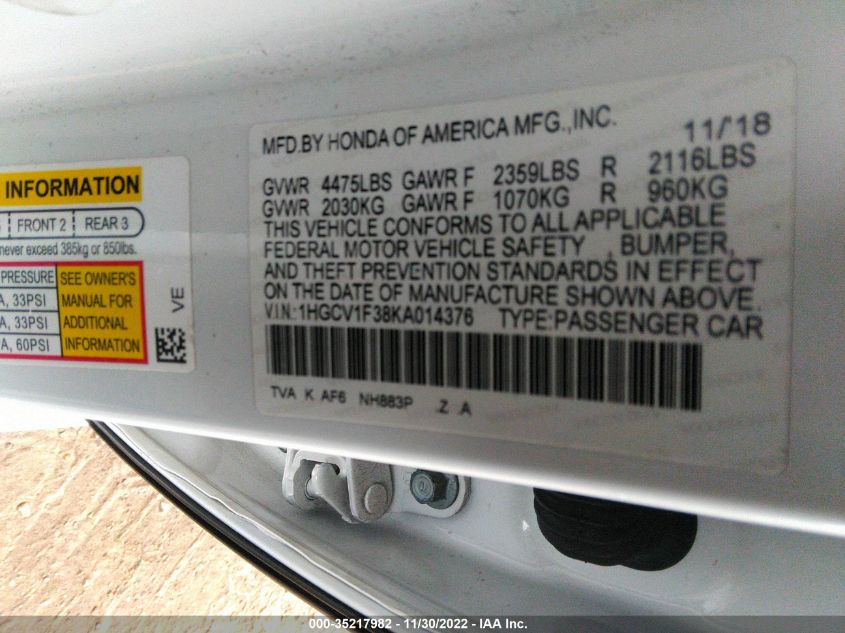 MFD.BY HONDA OF AMERICA MFG.,INC. 11/18
GVWR 4475LBS GAWR F 2359LBS R 2116LBS
GVWR 2030KG GAWR F 1070KG R 960KG
THIS VEHICLE CONFORMS TO ALL APPLICABLE
FEDERAL MOTOR VEHICLE SAFETY , BUMPER,
AND THEFT PREVENTION STANDARDS IN EFFECT
ON THE DATE OF MANUFACTURE SHOWN ABOVE.
V.I.N.:1HGCV1F38KA014376 TYPE:PASSENGER CAR
TVA K AF6 NH883P Z A
INFORMATION
FRONT 2 REAR 3
never exceed 385kg or 850lbs.
PRESSURE SEE OWNER'S
A, 33PSI MANUAL FOR
A, 33PSI ADDITIONAL
A, 60PSI INFORMATION
VE
000-35217982 - 11/30/2022 - IAA Inc.